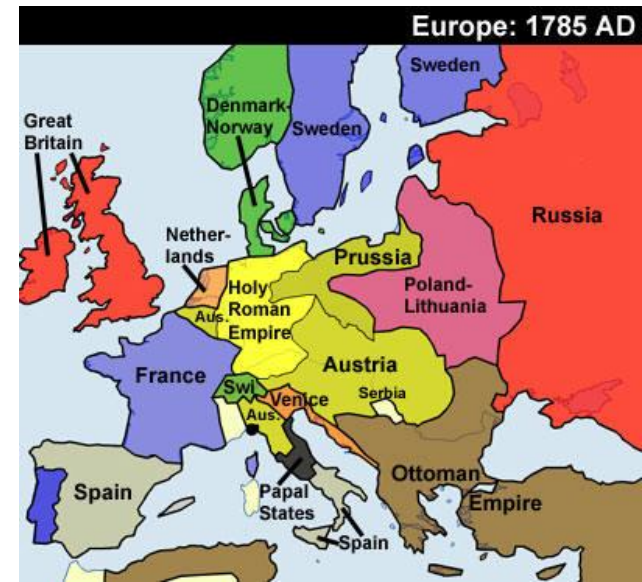 Europe: 1785 AD
Sweden
Denmark-
Norway
Great
Britain
Sweden
Russia
Nether-
lands
Prussia
Holy
Roman
Empire
Poland-
Lithuania
Aus.
Austria
France
Swi.
Serbia
Venice
Aus.
Ottoman
Empire
Spain
Papal
States
Spain